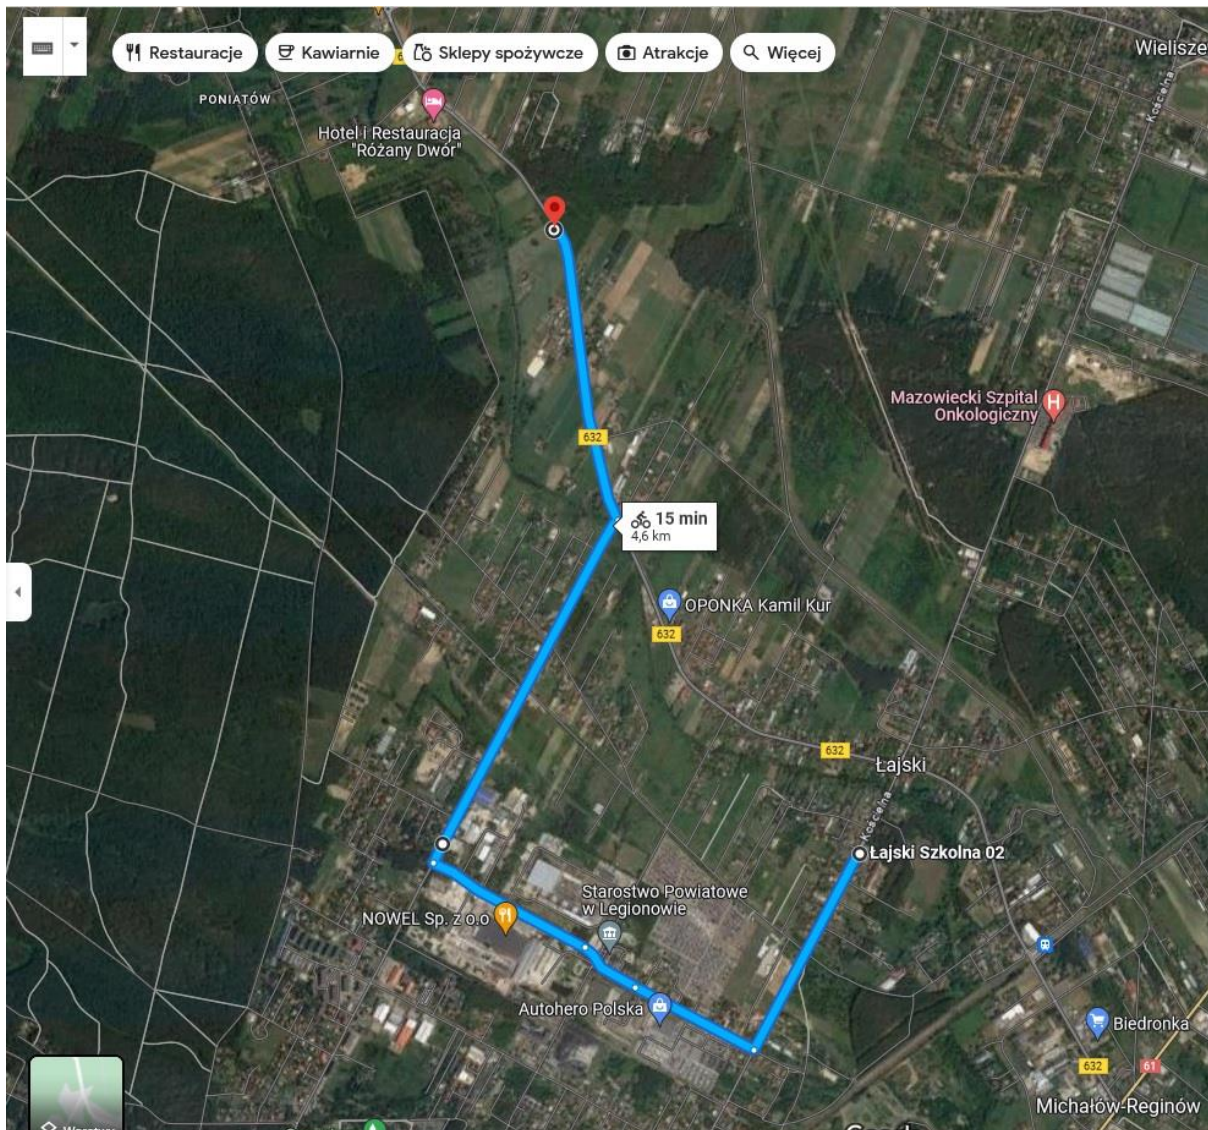 Restauracje
Kawiarnie
Sklepy spożywcze
Atrakcje
Więcej
PONIATÓW
Hotel i Restauracja
"Różany Dwór"
Kościelna
Mazowiecki Szpital
Onkologiczny
632
15 min
4,6 km
OPONKA Kamil Kur
632
632
Łajski
Kościelna
Łajski Szkolna 02
Starostwo Powiatowe
w Legionowie
NOWEL Sp. z o.o
Autohero Polska
Biedronka
632
61
Michałów-Reginów